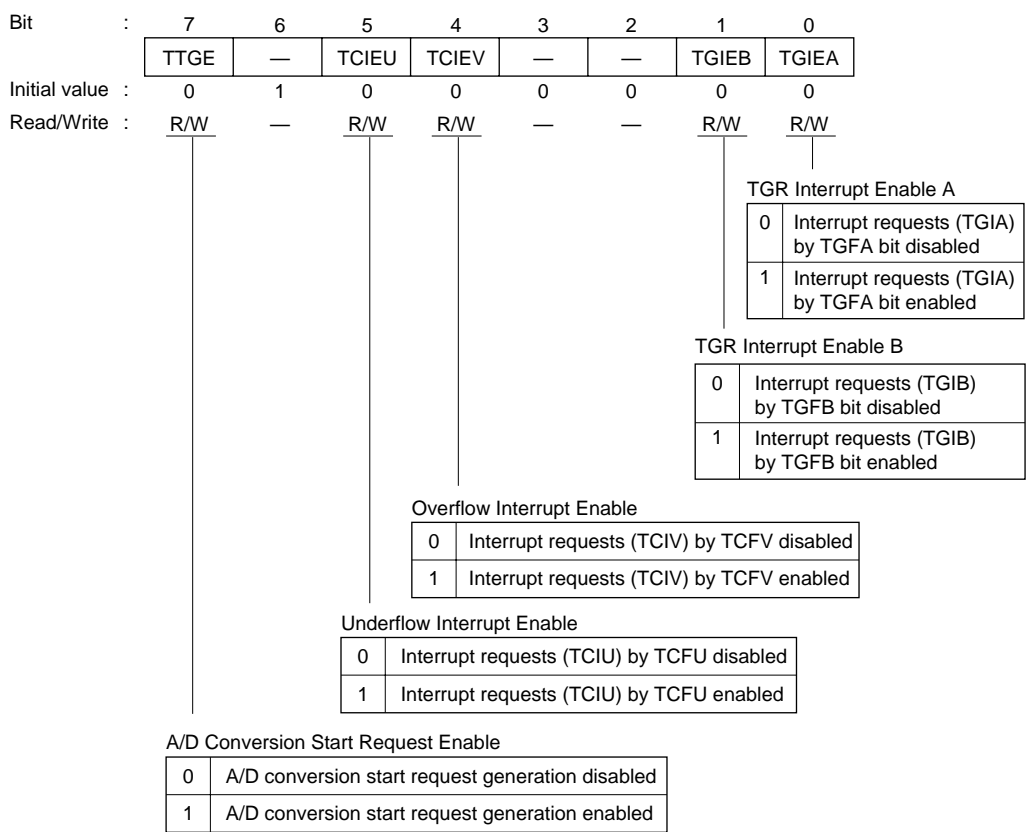 Bit : 7 6 5 4 3 2 1 0
TTGE — TCIEU TCIEV — — TGIEB TGIEA
Initial value : 0 1 0 0 0 0 0 0
Read/Write : R/W — R/W R/W — — R/W R/W
TGR Interrupt Enable A
0 Interrupt requests (TGIA)
by TGFA bit disabled
1 Interrupt requests (TGIA)
by TGFA bit enabled
TGR Interrupt Enable B
0 Interrupt requests (TGIB)
by TGFB bit disabled
1 Interrupt requests (TGIB)
by TGFB bit enabled
Overflow Interrupt Enable
0 Interrupt requests (TCIV) by TCFV disabled
1 Interrupt requests (TCIV) by TCFV enabled
Underflow Interrupt Enable
0 Interrupt requests (TCIU) by TCFU disabled
1 Interrupt requests (TCIU) by TCFU enabled
A/D Conversion Start Request Enable
0 A/D conversion start request generation disabled
1 A/D conversion start request generation enabled